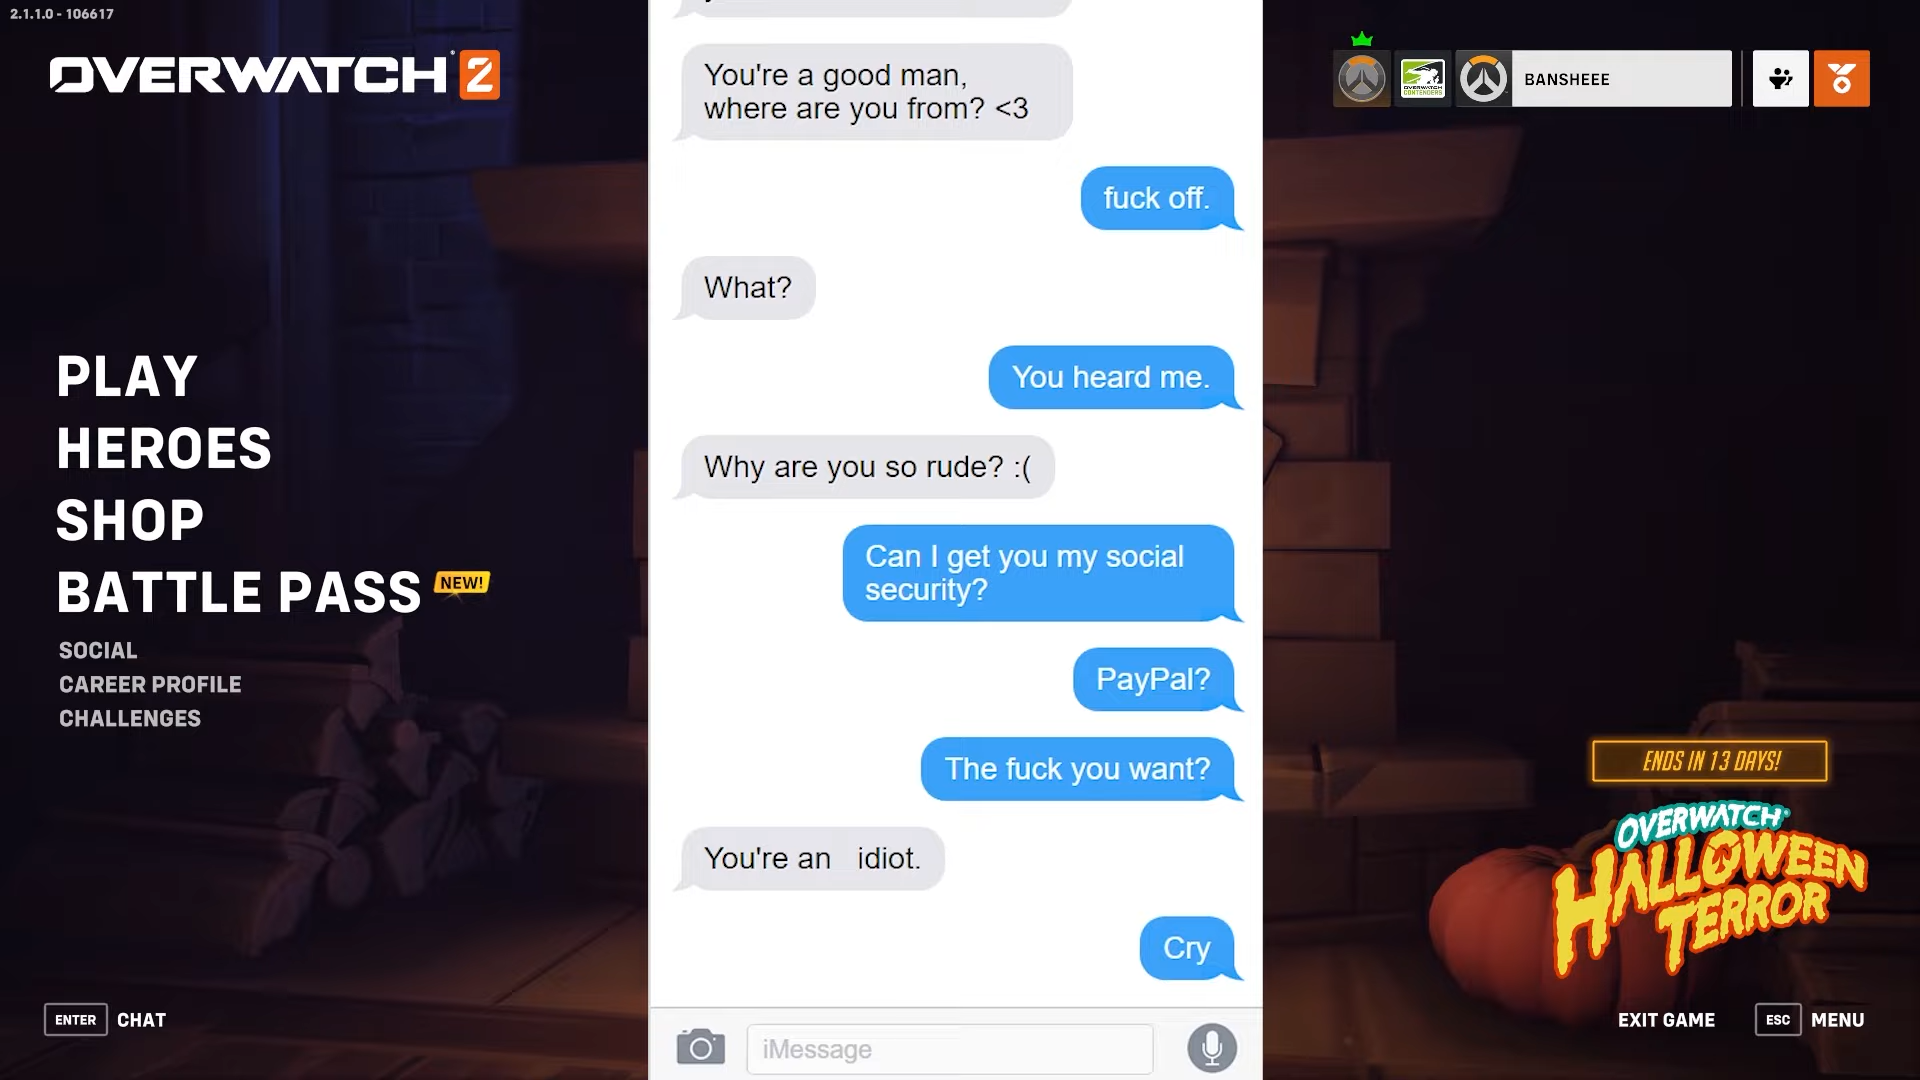 2.1.1.0 - 106617
OVERWATCH 2
PLAY
HEROES
SHOP
BATTLE PASS NEW!
SOCIAL
CAREER PROFILE
CHALLENGES
ENTER CHAT
You're a good man,
where are you from? <3
fuck off.
What?
You heard me.
Why are you so rude? :(
Can I get you my social
security?
PayPal?
The fuck you want?
You're an idiot.
Cry
iMessage
OVERWATCH
CONTENDERS
BANSHEEE
ENDS IN 13 DAYS!
OVERWATCH
HALLOWEEN
TERROR
EXIT GAME
ESC MENU